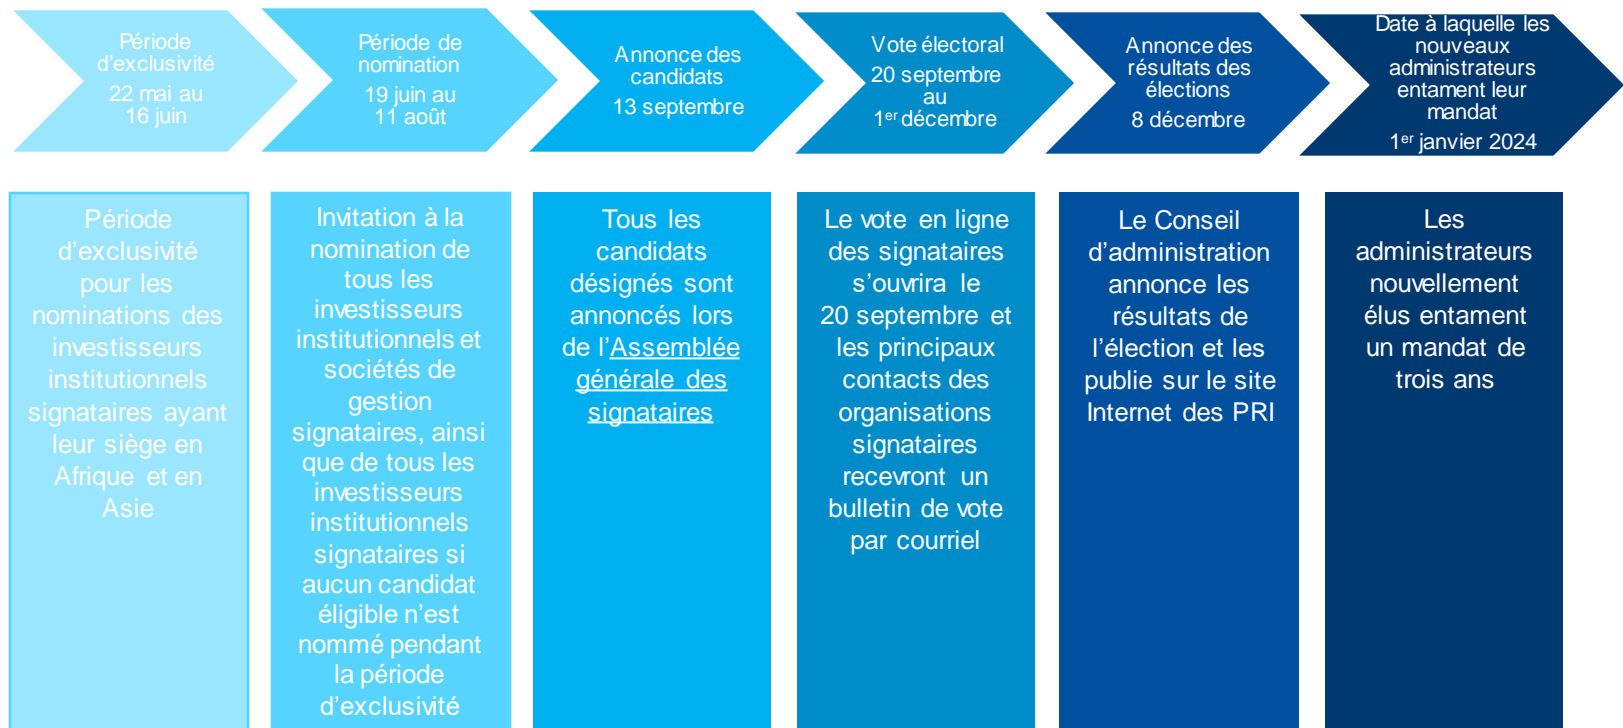 Période
d'exclusivité
22 mai au
16 juin
Période de
nomination
19 juin au
11 août
Annonce des
candidats
13 septembre
Vote électoral
20 septembre
au
1er décembre
Annonce des
résultats des
élections
8 décembre
Date à laquelle les
nouveaux
administrateurs
entament leur
mandat
1er janvier 2024
Période
d'exclusivité
pour les
nominations des
investisseurs
institutionnels
signataires ayant
leur siège en
Afrique et en
Asie
Invitation à la
nomination de
tous les
investisseurs
institutionnels et
sociétés de
gestion
signataires, ainsi
que de tous les
investisseurs
institutionnels
signataires si
aucun candidat
éligible n'est
nommé pendant
la période
d'exclusivité
Tous les
candidats
désignés sont
annoncés lors
de l'Assemblée
générale des
signataires
Le vote en ligne
des signataires
s'ouvrira le
20 septembre et
les principaux
contacts des
organisations
signataires
recevront un
bulletin de vote
par courriel
Le Conseil
d'administration
annonce les
résultats de
l'élection et les
publie sur le site
Internet des PRI
Les
administrateurs
nouvellement
élus entament
un mandat de
trois ans